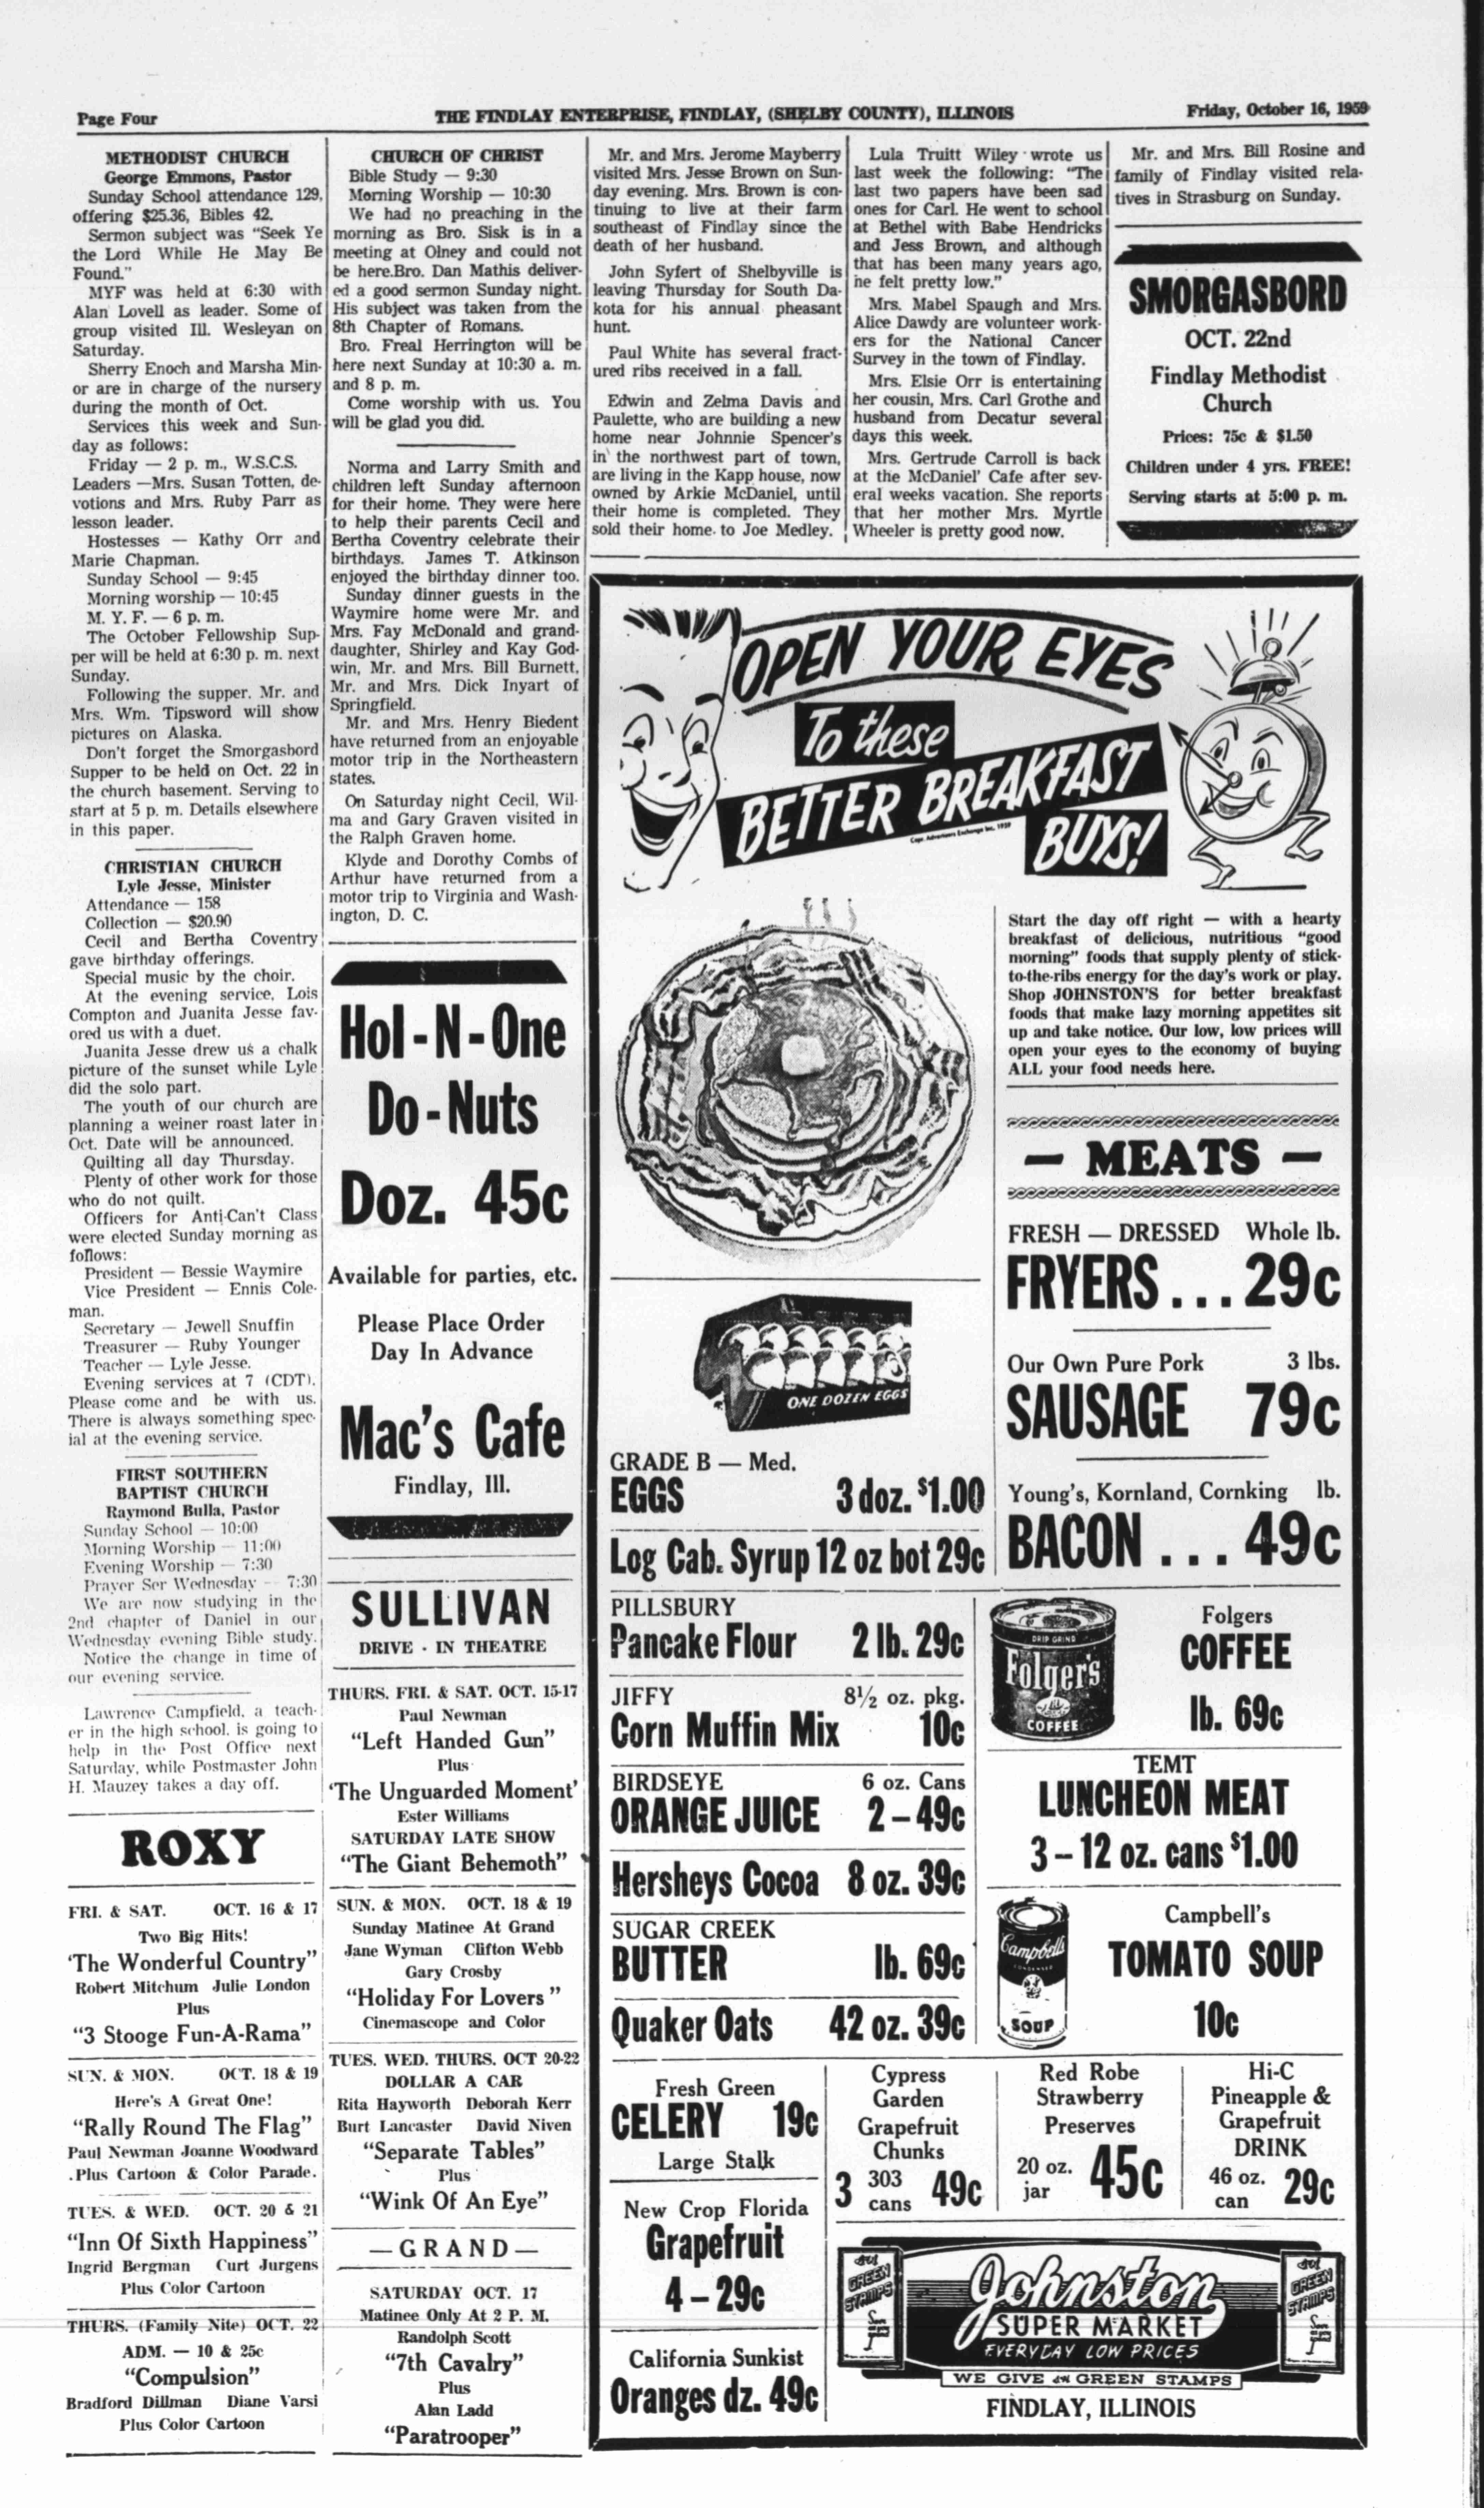 Page Four
THE FINDLAY ENTERPRISE, FINDLAY, (SHELBY COUNTY), ILLINOIS
Friday, October 16, 1959
METHODIST CHURCH
George Emmons, Pastor
Sunday School attendance 129,
offering $25.36, Bibles 42.
Sermon subject was "Seek Ye
the Lord While He May Be
Found."
MYF was held at 6:30 with
Alan Lovell as leader. Some of
group visited Ill. Wesleyan on
Saturday.
Sherry Enoch and Marsha Min-
or are in charge of the nursery
during the month of Oct.
Services this week and Sun-
day as follows:
Friday — 2 p. m., W.S.C.S.
Leaders —Mrs. Susan Totten, de-
votions and Mrs. Ruby Parr as
lesson leader.
Hostesses — Kathy Orr and
Marie Chapman.
Sunday School — 9:45
Morning worship — 10:45
M. Y. F. — 6 p. m.
The October Fellowship Sup-
per will be held at 6:30 p. m. next
Sunday.
Following the supper. Mr. and
Mrs. Wm. Tipsword will show
pictures on Alaska.
Don't forget the Smorgasbord
Supper to be held on Oct. 22 in
the church basement. Serving to
start at 5 p. m. Details elsewhere
in this paper.
CHRISTIAN CHURCH
Lyle Jesse, Minister
Attendance — 158
Collection — $20.90
Cecil and Bertha Coventry
gave birthday offerings.
Special music by the choir.
At the evening service, Lois
Compton and Juanita Jesse fav-
ored us with a duet.
Juanita Jesse drew us a chalk
picture of the sunset while Lyle
did the solo part.
The youth of our church are
planning a weiner roast later in
Oct. Date will be announced.
Quilting all day Thursday.
Plenty of other work for those
who do not quilt.
Officers for Anti-Can't Class
were elected Sunday morning as
follows:
President — Bessie Waymire
Vice President — Ennis Cole-
man.
Secretary — Jewell Snuffin
Treasurer — Ruby Younger
Teacher — Lyle Jesse.
Evening services at 7 (CDT).
Please come and be with us.
There is always something spec-
ial at the evening service.
FIRST SOUTHERN
BAPTIST CHURCH
Raymond Bulla, Pastor
Sunday School — 10:00
Morning Worship — 11:00
Evening Worship — 7:30
Prayer Ser Wednesday — 7:30
We are now studying in the
2nd chapter of Daniel in our
Wednesday evening Bible study.
Notice the change in time of
our evening service.
Lawrence Campfield, a teach-
er in the high school, is going to
help in the Post Office next
Saturday, while Postmaster John
H. Mauzey takes a day off.
ROXY
FRI. & SAT. OCT. 16 & 17
Two Big Hits!
'The Wonderful Country"
Robert Mitchum Julie London
Plus
"3 Stooge Fun-A-Rama"
SUN. & MON. OCT. 18 & 19
Here's A Great One!
"Rally Round The Flag"
Paul Newman Joanne Woodward
.Plus Cartoon & Color Parade.
TUES. & WED. OCT. 20 & 21
"Inn Of Sixth Happiness"
Ingrid Bergman Curt Jurgens
Plus Color Cartoon
THURS. (Family Nite) OCT. 22
ADM. — 10 & 25c
"Compulsion"
Bradford Dillman Diane Varsi
Plus Color Cartoon
CHURCH OF CHRIST
Bible Study — 9:30
Morning Worship — 10:30
We had no preaching in the
morning as Bro. Sisk is in a
meeting at Olney and could not
be here.Bro. Dan Mathis deliver-
ed a good sermon Sunday night.
His subject was taken from the
8th Chapter of Romans.
Bro. Freal Herrington will be
here next Sunday at 10:30 a. m.
and 8 p. m.
Come worship with us. You
will be glad you did.
Norma and Larry Smith and
children left Sunday afternoon
for their home. They were here
to help their parents Cecil and
Bertha Coventry celebrate their
birthdays. James T. Atkinson
enjoyed the birthday dinner too.
Sunday dinner guests in the
Waymire home were Mr. and
Mrs. Fay McDonald and grand-
daughter, Shirley and Kay God-
win, Mr. and Mrs. Bill Burnett,
Mr. and Mrs. Dick Inyart of
Springfield.
Mr. and Mrs. Henry Biedent
have returned from an enjoyable
motor trip in the Northeastern
states.
On Saturday night Cecil, Wil-
ma and Gary Graven visited in
the Ralph Graven home.
Klyde and Dorothy Combs of
Arthur have returned from a
motor trip to Virginia and Wash-
ington, D. C.
Hol-N-One
Do-Nuts
Doz. 45c
Available for parties, etc.
Please Place Order
Day In Advance
Mac's Cafe
Findlay, Ill.
SULLIVAN
DRIVE - IN THEATRE
THURS. FRI. & SAT. OCT. 15-17
Paul Newman
"Left Handed Gun"
Plus
'The Unguarded Moment'
Ester Williams
SATURDAY LATE SHOW
"The Giant Behemoth"
SUN. & MON. OCT. 18 & 19
Sunday Matinee At Grand
Jane Wyman Clifton Webb
Gary Crosby
"Holiday For Lovers "
Cinemascope and Color
TUES. WED. THURS. OCT 20-22
DOLLAR A CAR
Rita Hayworth Deborah Kerr
Burt Lancaster David Niven
"Separate Tables"
Plus
"Wink Of An Eye"
— G R A N D —
SATURDAY OCT. 17
Matinee Only At 2 P. M.
Randolph Scott
"7th Cavalry"
Plus
Alan Ladd
"Paratrooper"
Mr. and Mrs. Jerome Mayberry
visited Mrs. Jesse Brown on Sun-
day evening. Mrs. Brown is con-
tinuing to live at their farm
southeast of Findlay since the
death of her husband.
John Syfert of Shelbyville is
leaving Thursday for South Da-
kota for his annual pheasant
hunt.
Paul White has several fract-
ured ribs received in a fall.
Edwin and Zelma Davis and
Paulette, who are building a new
home near Johnnie Spencer's
in the northwest part of town,
are living in the Kapp house, now
owned by Arkie McDaniel, until
their home is completed. They
sold their home to Joe Medley.
Lula Truitt Wiley wrote us
last week the following: "The
last two papers have been sad
ones for Carl. He went to school
at Bethel with Babe Hendricks
and Jess Brown, and although
that has been many years ago,
he felt pretty low."
Mrs. Mabel Spaugh and Mrs.
Alice Dawdy are volunteer work-
ers for the National Cancer
Survey in the town of Findlay.
Mrs. Elsie Orr is entertaining
her cousin, Mrs. Carl Grothe and
husband from Decatur several
days this week.
Mrs. Gertrude Carroll is back
at the McDaniel' Cafe after sev-
eral weeks vacation. She reports
that her mother Mrs. Myrtle
Wheeler is pretty good now.
Mr. and Mrs. Bill Rosine and
family of Findlay visited rela-
tives in Strasburg on Sunday.
SMORGASBORD
OCT. 22nd
Findlay Methodist
Church
Prices: 75c & $1.50
Children under 4 yrs. FREE!
Serving starts at 5:00 p. m.
OPEN YOUR EYES
To these
BETTER BREAKFAST
BUYS!
Copr. Advertisers Exchange Inc. 1959
Start the day off right — with a hearty
breakfast of delicious, nutritious "good
morning" foods that supply plenty of stick-
to-the-ribs energy for the day's work or play.
Shop JOHNSTON'S for better breakfast
foods that make lazy morning appetites sit
up and take notice. Our low, low prices will
open your eyes to the economy of buying
ALL your food needs here.
— MEATS —
FRESH — DRESSED Whole lb.
FRYERS ... 29c
Our Own Pure Pork 3 lbs.
SAUSAGE 79c
Young's, Kornland, Cornking lb.
BACON ... 49c
ONE DOZEN EGGS
GRADE B — Med.
EGGS 3 doz. $1.00
Log Cab. Syrup 12 oz bot 29c
PILLSBURY
Pancake Flour 2 lb. 29c
JIFFY 8½ oz. pkg.
Corn Muffin Mix 10c
BIRDSEYE 6 oz. Cans
ORANGE JUICE 2 – 49c
Hersheys Cocoa 8 oz. 39c
SUGAR CREEK
BUTTER lb. 69c
Quaker Oats 42 oz. 39c
DRIP GRIND
Folger's
COFFEE
Folgers
COFFEE
lb. 69c
TEMT
LUNCHEON MEAT
3 – 12 oz. cans $1.00
Campbell's
CONDENSED
SOUP
Campbell's
TOMATO SOUP
10c
Fresh Green
CELERY 19c
Large Stalk
New Crop Florida
Grapefruit
4 – 29c
California Sunkist
Oranges dz. 49c
Cypress
Garden
Grapefruit
Chunks
3 303 cans 49c
Red Robe
Strawberry
Preserves
20 oz. jar 45c
Hi-C
Pineapple &
Grapefruit
DRINK
46 oz. can 29c
S&H
GREEN
STAMPS
Johnston
SUPER MARKET
EVERYDAY LOW PRICES
WE GIVE S&H GREEN STAMPS
S&H
GREEN
STAMPS
FINDLAY, ILLINOIS